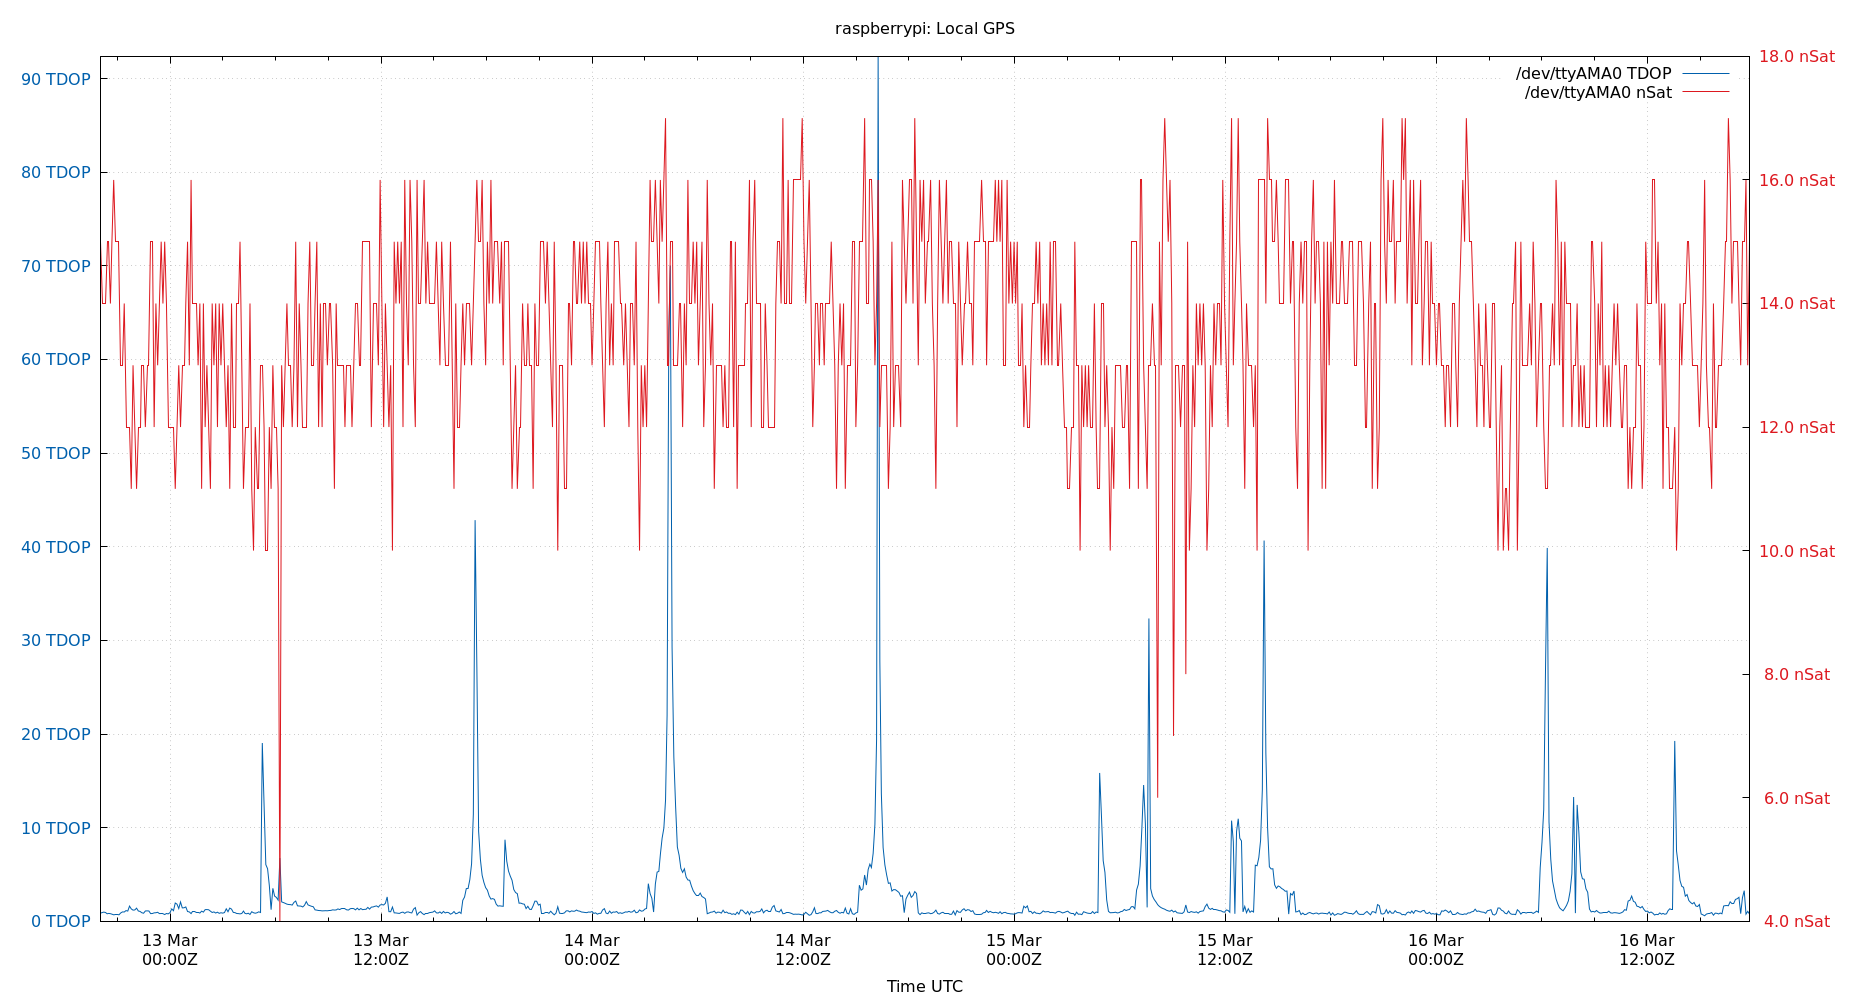 raspberrypi: Local GPS
/dev/ttyAMA0 TDOP
/dev/ttyAMA0 nSat
90 TDOP
80 TDOP
70 TDOP
60 TDOP
50 TDOP
40 TDOP
30 TDOP
20 TDOP
10 TDOP
0 TDOP
18.0 nSat
16.0 nSat
14.0 nSat
12.0 nSat
10.0 nSat
8.0 nSat
6.0 nSat
4.0 nSat
13 Mar
00:00Z
13 Mar
12:00Z
14 Mar
00:00Z
14 Mar
12:00Z
15 Mar
00:00Z
15 Mar
12:00Z
16 Mar
00:00Z
16 Mar
12:00Z
Time UTC